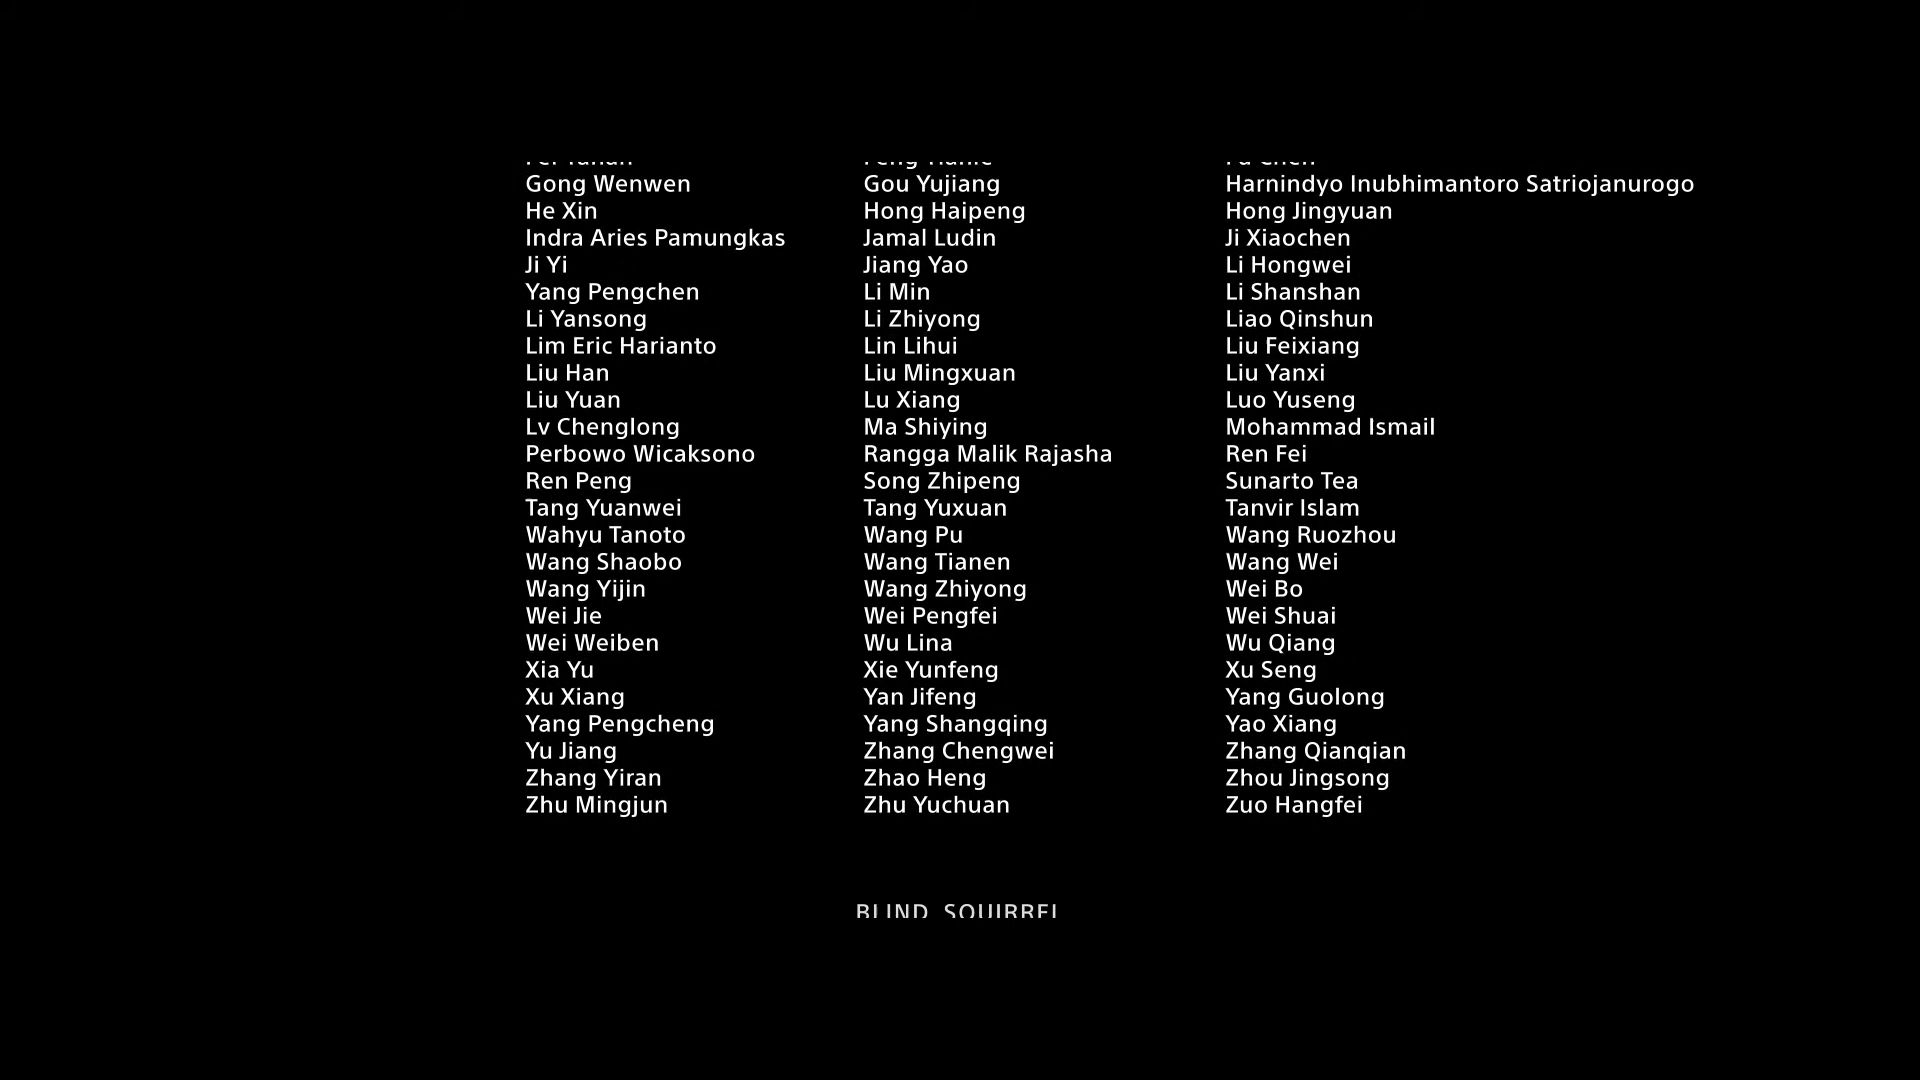 Gong Wenwen Gou Yujiang Harnindyo Inubhimantoro Satriojanurogo
He Xin Hong Haipeng Hong Jingyuan
Indra Aries Pamungkas Jamal Ludin Ji Xiaochen
Ji Yi Jiang Yao Li Hongwei
Yang Pengchen Li Min Li Shanshan
Li Yansong Li Zhiyong Liao Qinshun
Lim Eric Harianto Lin Lihui Liu Feixiang
Liu Han Liu Mingxuan Liu Yanxi
Liu Yuan Lu Xiang Luo Yuseng
Lv Chenglong Ma Shiying Mohammad Ismail
Perbowo Wicaksono Rangga Malik Rajasha Ren Fei
Ren Peng Song Zhipeng Sunarto Tea
Tang Yuanwei Tang Yuxuan Tanvir Islam
Wahyu Tanoto Wang Pu Wang Ruozhou
Wang Shaobo Wang Tianen Wang Wei
Wang Yijin Wang Zhiyong Wei Bo
Wei Jie Wei Pengfei Wei Shuai
Wei Weiben Wu Lina Wu Qiang
Xia Yu Xie Yunfeng Xu Seng
Xu Xiang Yan Jifeng Yang Guolong
Yang Pengcheng Yang Shangqing Yao Xiang
Yu Jiang Zhang Chengwei Zhang Qianqian
Zhang Yiran Zhao Heng Zhou Jingsong
Zhu Mingjun Zhu Yuchuan Zuo Hangfei
BLIND SQUIRREL